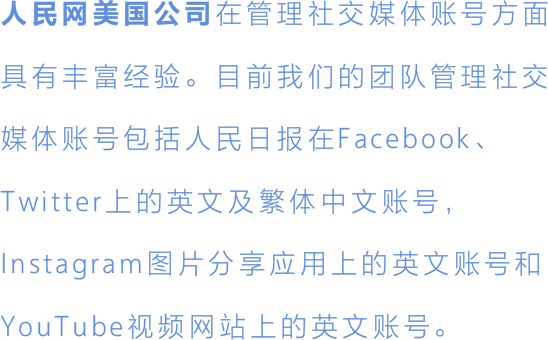 人民网美国公司在管理社交媒体账号方面
具有丰富经验。目前我们的团队管理社交
媒体账号包括人民日报在Facebook、
Twitter上的英文及繁体中文账号，
Instagram图片分享应用上的英文账号和
YouTube视频网站上的英文账号。